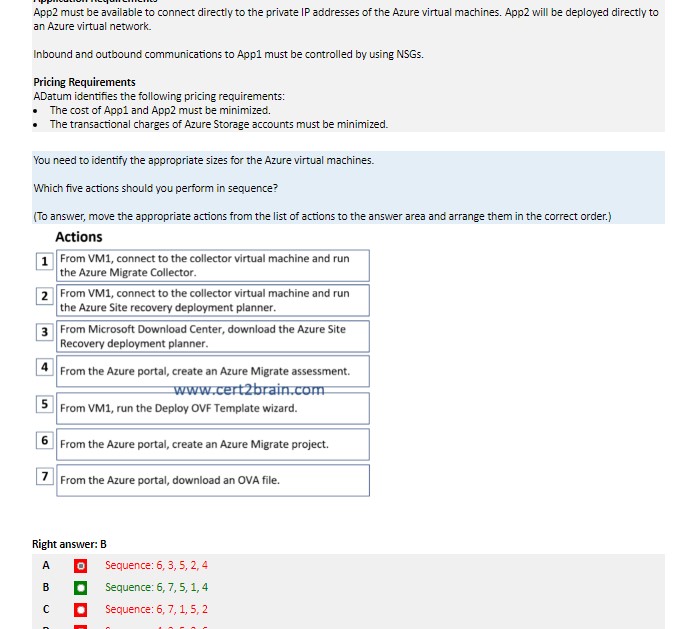 App2 must be available to connect directly to the private IP addresses of the Azure virtual machines. App2 will be deployed directly to
an Azure virtual network.
Inbound and outbound communications to App1 must be controlled by using NSGs.
Pricing Requirements
ADatum identifies the following pricing requirements:
• The cost of App1 and App2 must be minimized.
• The transactional charges of Azure Storage accounts must be minimized.
You need to identify the appropriate sizes for the Azure virtual machines.
Which five actions should you perform in sequence?
(To answer, move the appropriate actions from the list of actions to the answer area and arrange them in the correct order.)
Actions
1 From VM1, connect to the collector virtual machine and run
the Azure Migrate Collector.
2 From VM1, connect to the collector virtual machine and run
the Azure Site recovery deployment planner.
3 From Microsoft Download Center, download the Azure Site
Recovery deployment planner.
4 From the Azure portal, create an Azure Migrate assessment.
www.cert2brain.com
5 From VM1, run the Deploy OVF Template wizard.
6 From the Azure portal, create an Azure Migrate project.
7 From the Azure portal, download an OVA file.
Right answer: B
A Sequence: 6, 3, 5, 2, 4
B Sequence: 6, 7, 5, 1, 4
C Sequence: 6, 7, 1, 5, 2